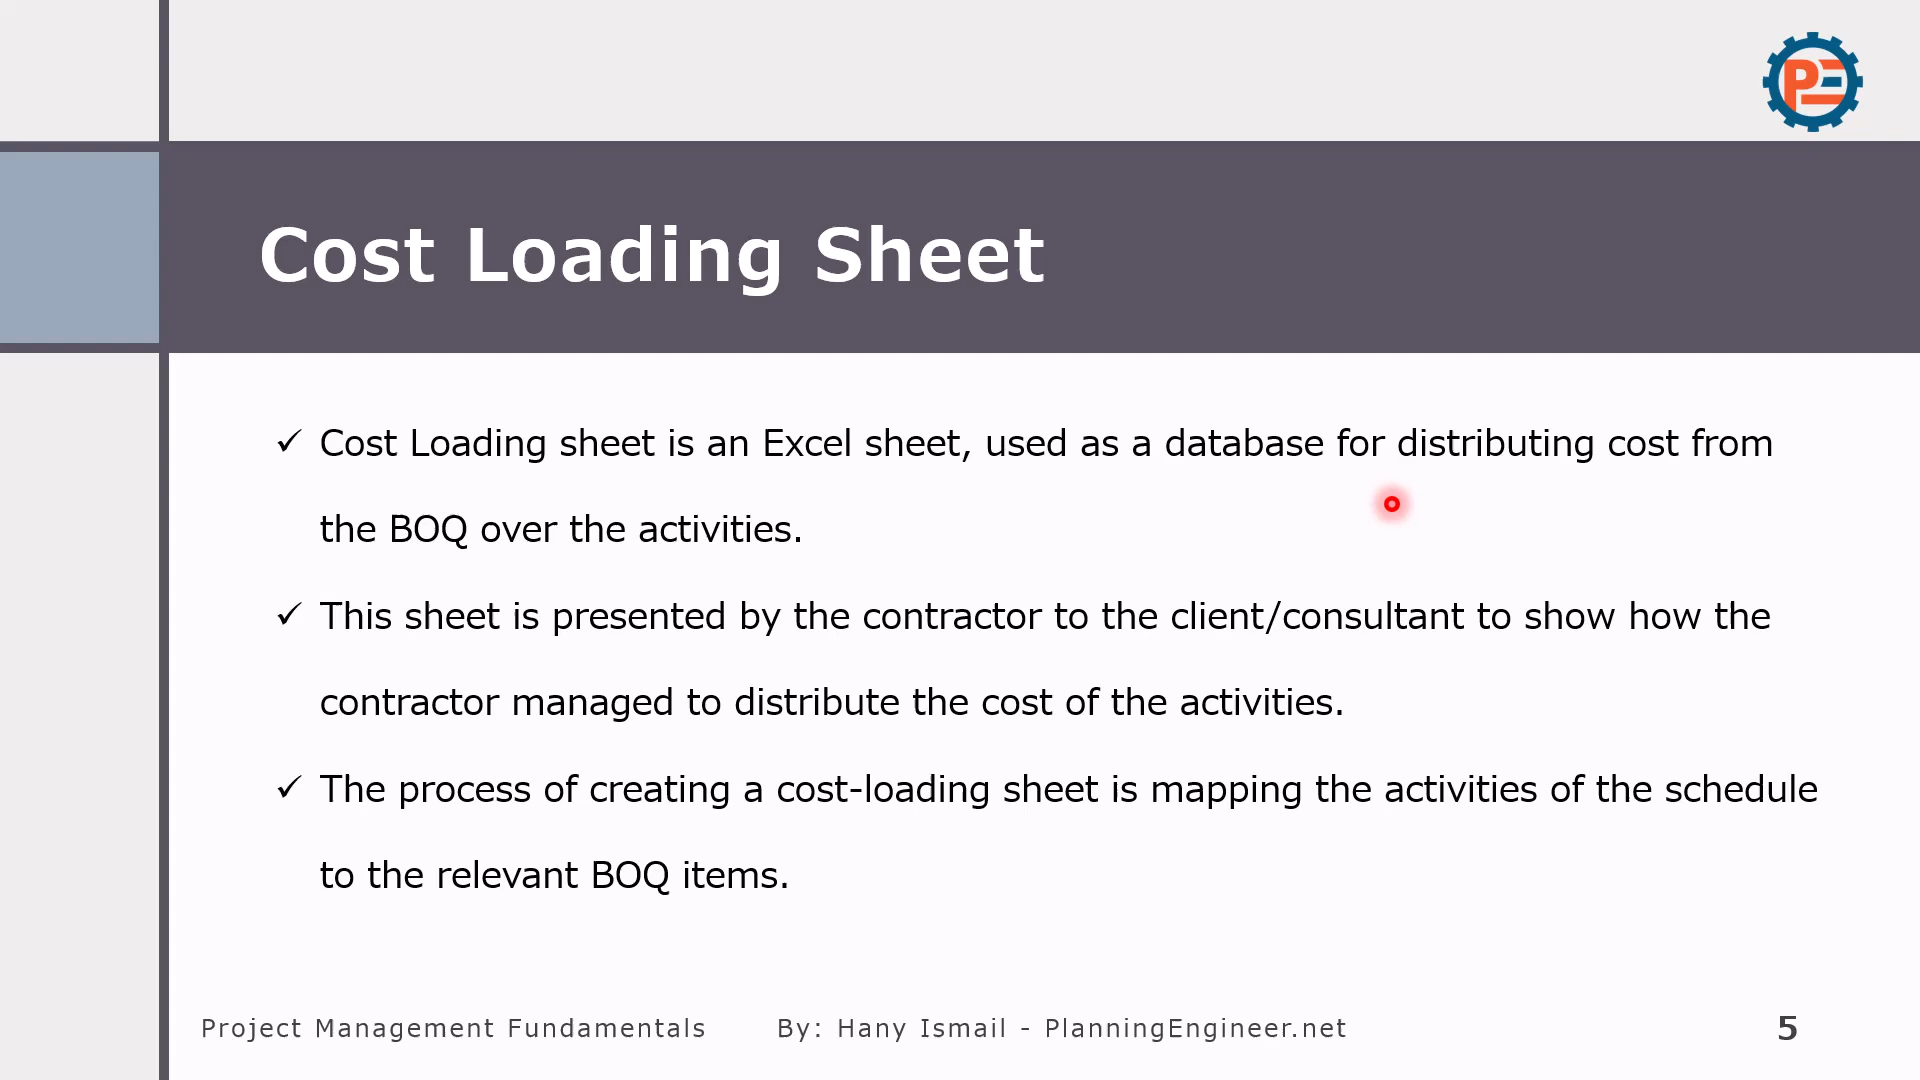 PE
Cost Loading Sheet
✓ Cost Loading sheet is an Excel sheet, used as a database for distributing cost from
the BOQ over the activities.
✓ This sheet is presented by the contractor to the client/consultant to show how the
contractor managed to distribute the cost of the activities.
✓ The process of creating a cost-loading sheet is mapping the activities of the schedule
to the relevant BOQ items.
Project Management Fundamentals By: Hany Ismail - PlanningEngineer.net 5